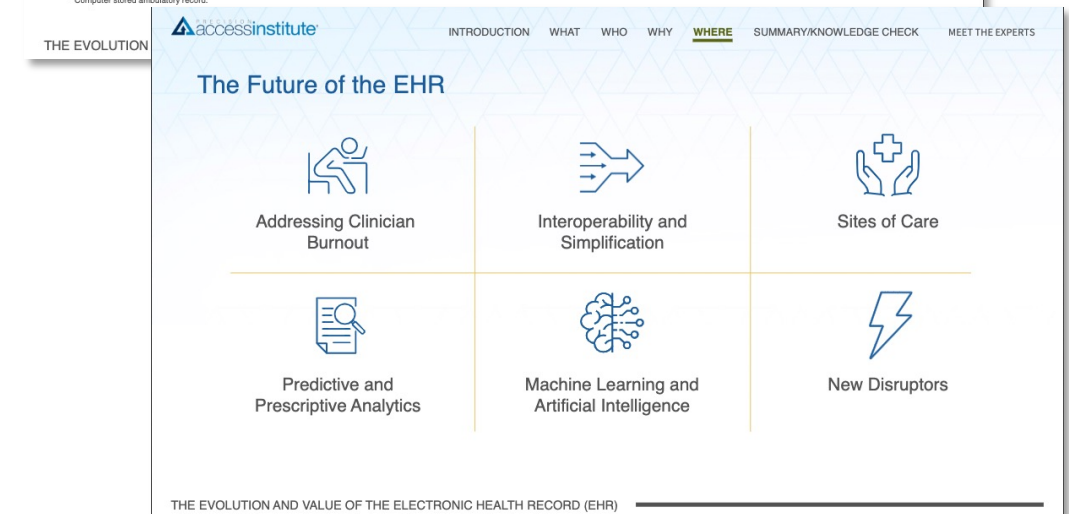 Computer stored ambulatory record.
THE EVOLUTION
PRECISION
accessinstitute
INTRODUCTION WHAT WHO WHY WHERE SUMMARY/KNOWLEDGE CHECK MEET THE EXPERTS
The Future of the EHR
Addressing Clinician
Burnout
Interoperability and
Simplification
Sites of Care
Predictive and
Prescriptive Analytics
Machine Learning and
Artificial Intelligence
New Disruptors
THE EVOLUTION AND VALUE OF THE ELECTRONIC HEALTH RECORD (EHR)